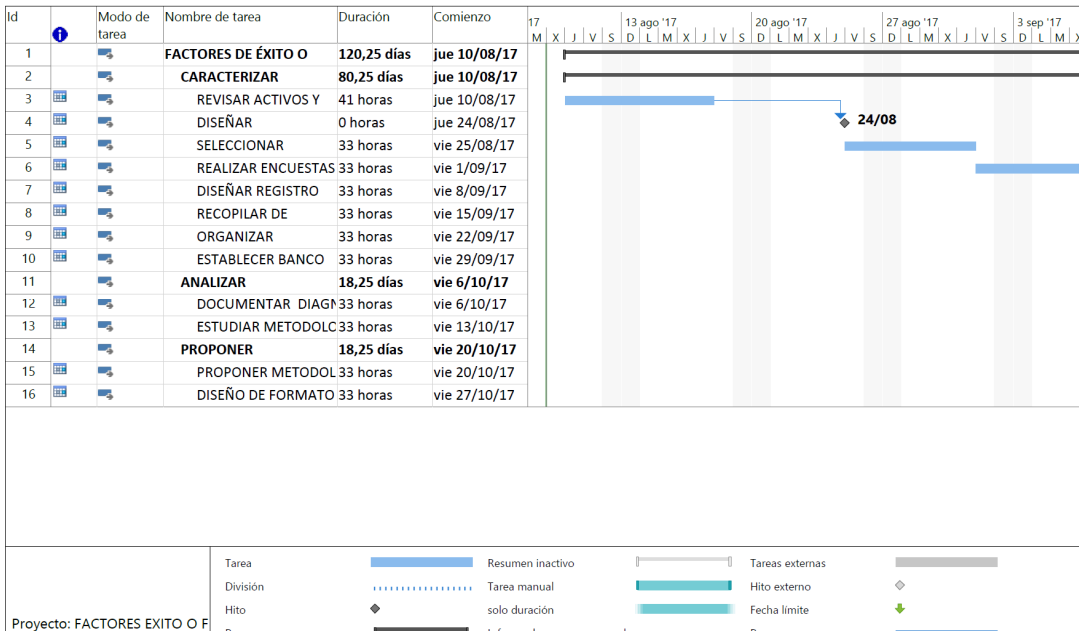 Id Modo de tarea Nombre de tarea Duración Comienzo 17 13 ago '17 20 ago '17 27 ago '17 3 sep '17
M X J V S D L M X J V S D L M X J V S D L M X J V S D L M X
1 FACTORES DE ÉXITO O 120,25 días jue 10/08/17
2 CARACTERIZAR 80,25 días jue 10/08/17
3 REVISAR ACTIVOS Y 41 horas jue 10/08/17
4 DISEÑAR 0 horas jue 24/08/17 24/08
5 SELECCIONAR 33 horas vie 25/08/17
6 REALIZAR ENCUESTAS 33 horas vie 1/09/17
7 DISEÑAR REGISTRO 33 horas vie 8/09/17
8 RECOPILAR DE 33 horas vie 15/09/17
9 ORGANIZAR 33 horas vie 22/09/17
10 ESTABLECER BANCO 33 horas vie 29/09/17
11 ANALIZAR 18,25 días vie 6/10/17
12 DOCUMENTAR DIAGN 33 horas vie 6/10/17
13 ESTUDIAR METODOLC 33 horas vie 13/10/17
14 PROPONER 18,25 días vie 20/10/17
15 PROPONER METODOL 33 horas vie 20/10/17
16 DISEÑO DE FORMATO 33 horas vie 27/10/17
Tarea Resumen inactivo Tareas externas
División Tarea manual Hito externo
Hito solo duración Fecha límite
Proyecto: FACTORES EXITO O F